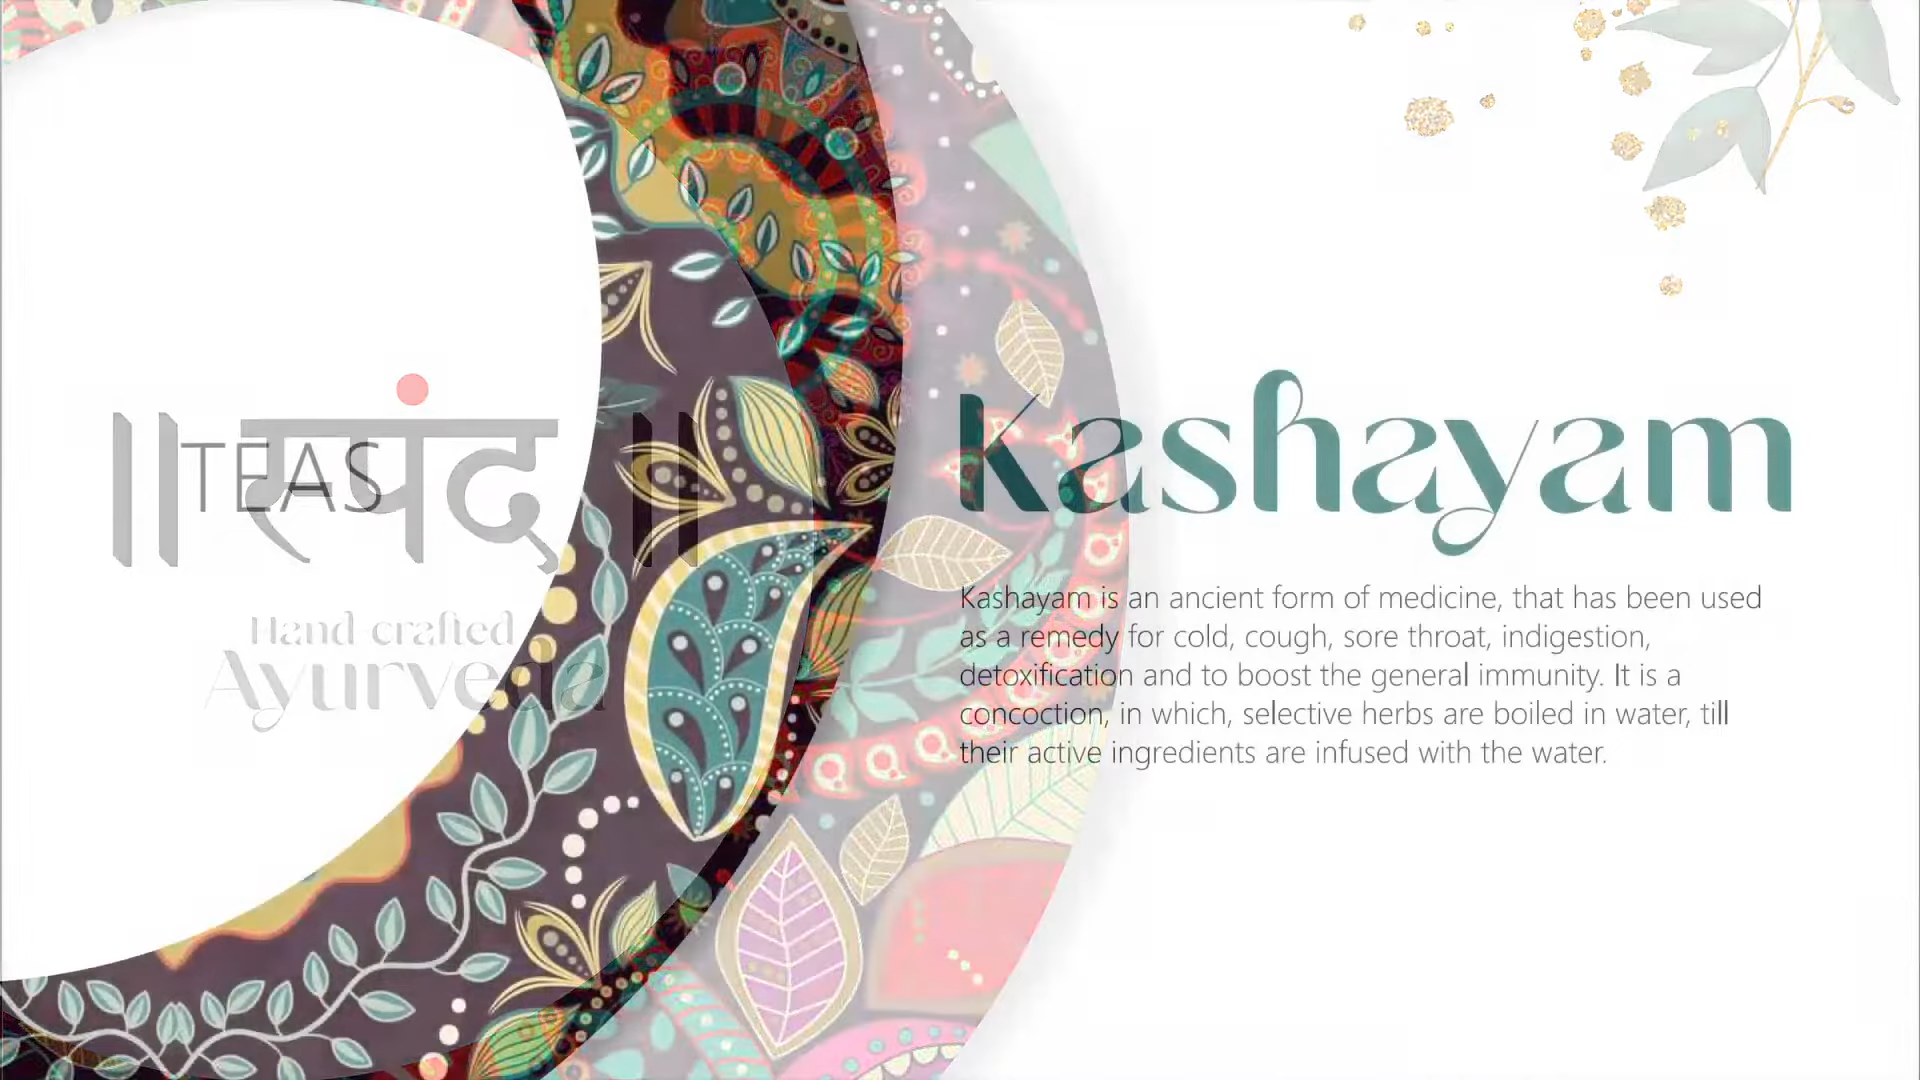 || स्पंद ||
TEAS
Hand crafted
Ayurveda
Kashayam
Kashayam is an ancient form of medicine, that has been used
as a remedy for cold, cough, sore throat, indigestion,
detoxification and to boost the general immunity. It is a
concoction, in which, selective herbs are boiled in water, till
their active ingredients are infused with the water.